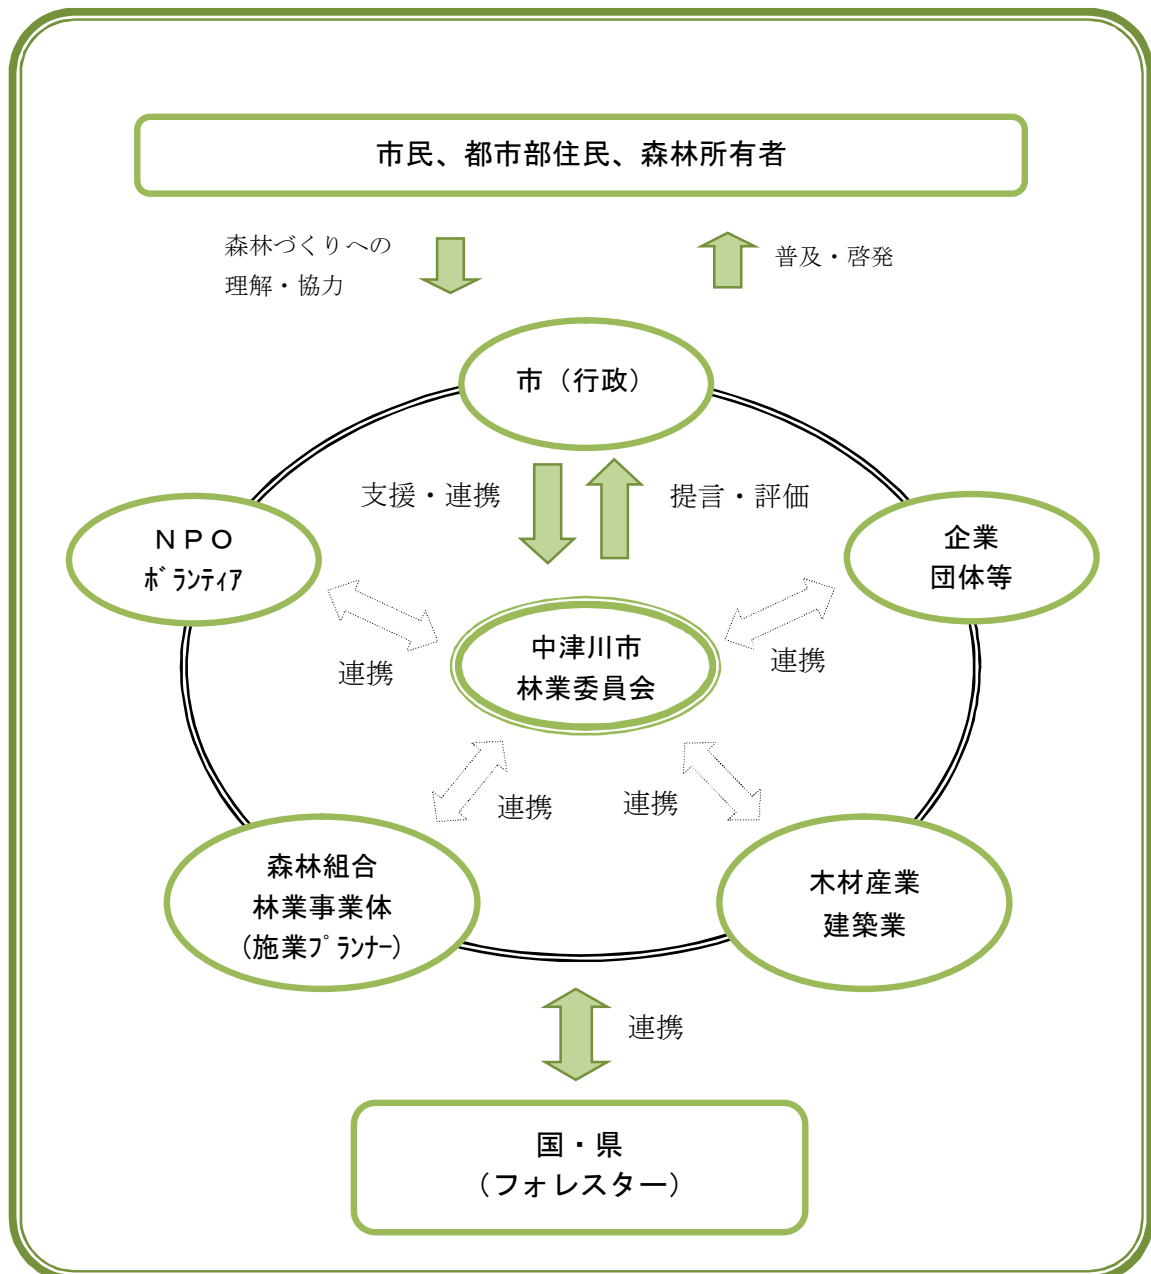 市民、都市部住民、森林所有者
森林づくりへの
理解・協力
普及・啓発
市（行政）
支援・連携
提言・評価
ＮＰＯ
ﾎﾞﾗﾝﾃｨｱ
企業
団体等
中津川市
林業委員会
連携
連携
連携
連携
森林組合
林業事業体
(施業ﾌﾟﾗﾝﾅｰ)
木材産業
建築業
連携
国・県
（フォレスター）